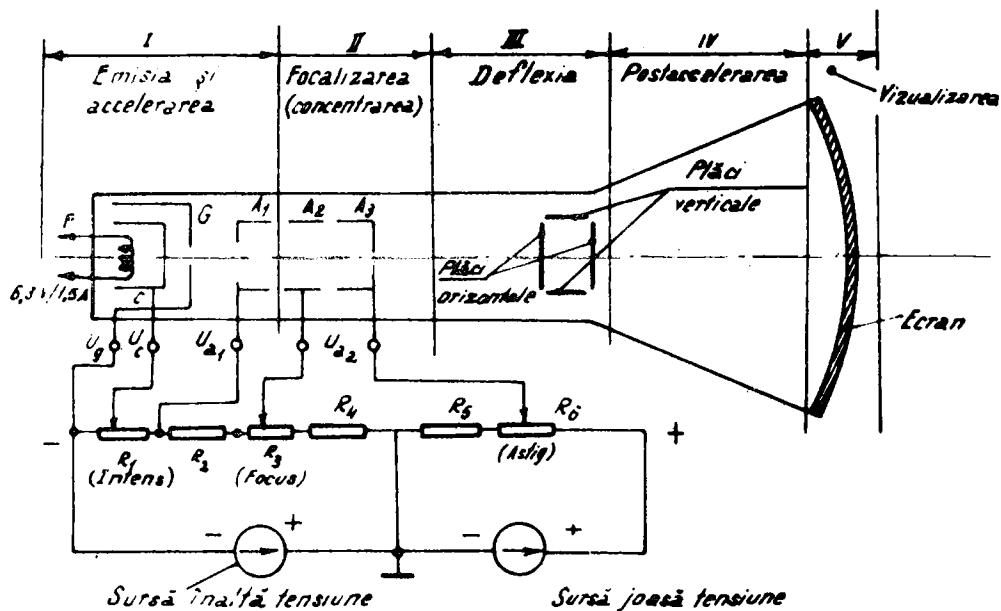 I II III IV V
Emisia și accelerarea
Focalizarea (concentrarea)
Deflexia
Postaccelerarea
Vizualizarea
F
G
A1 A2 A3
C
6,3V/1,5A
Plăci verticale
Plăci orizontale
Ecran
Ug Uc Ua1 Ua2
R1
(Intens)
R2
R3
(Focus)
R4
R5
R6
(Astig)
- +
- + - +
Sursă înaltă tensiune
Sursă joasă tensiune